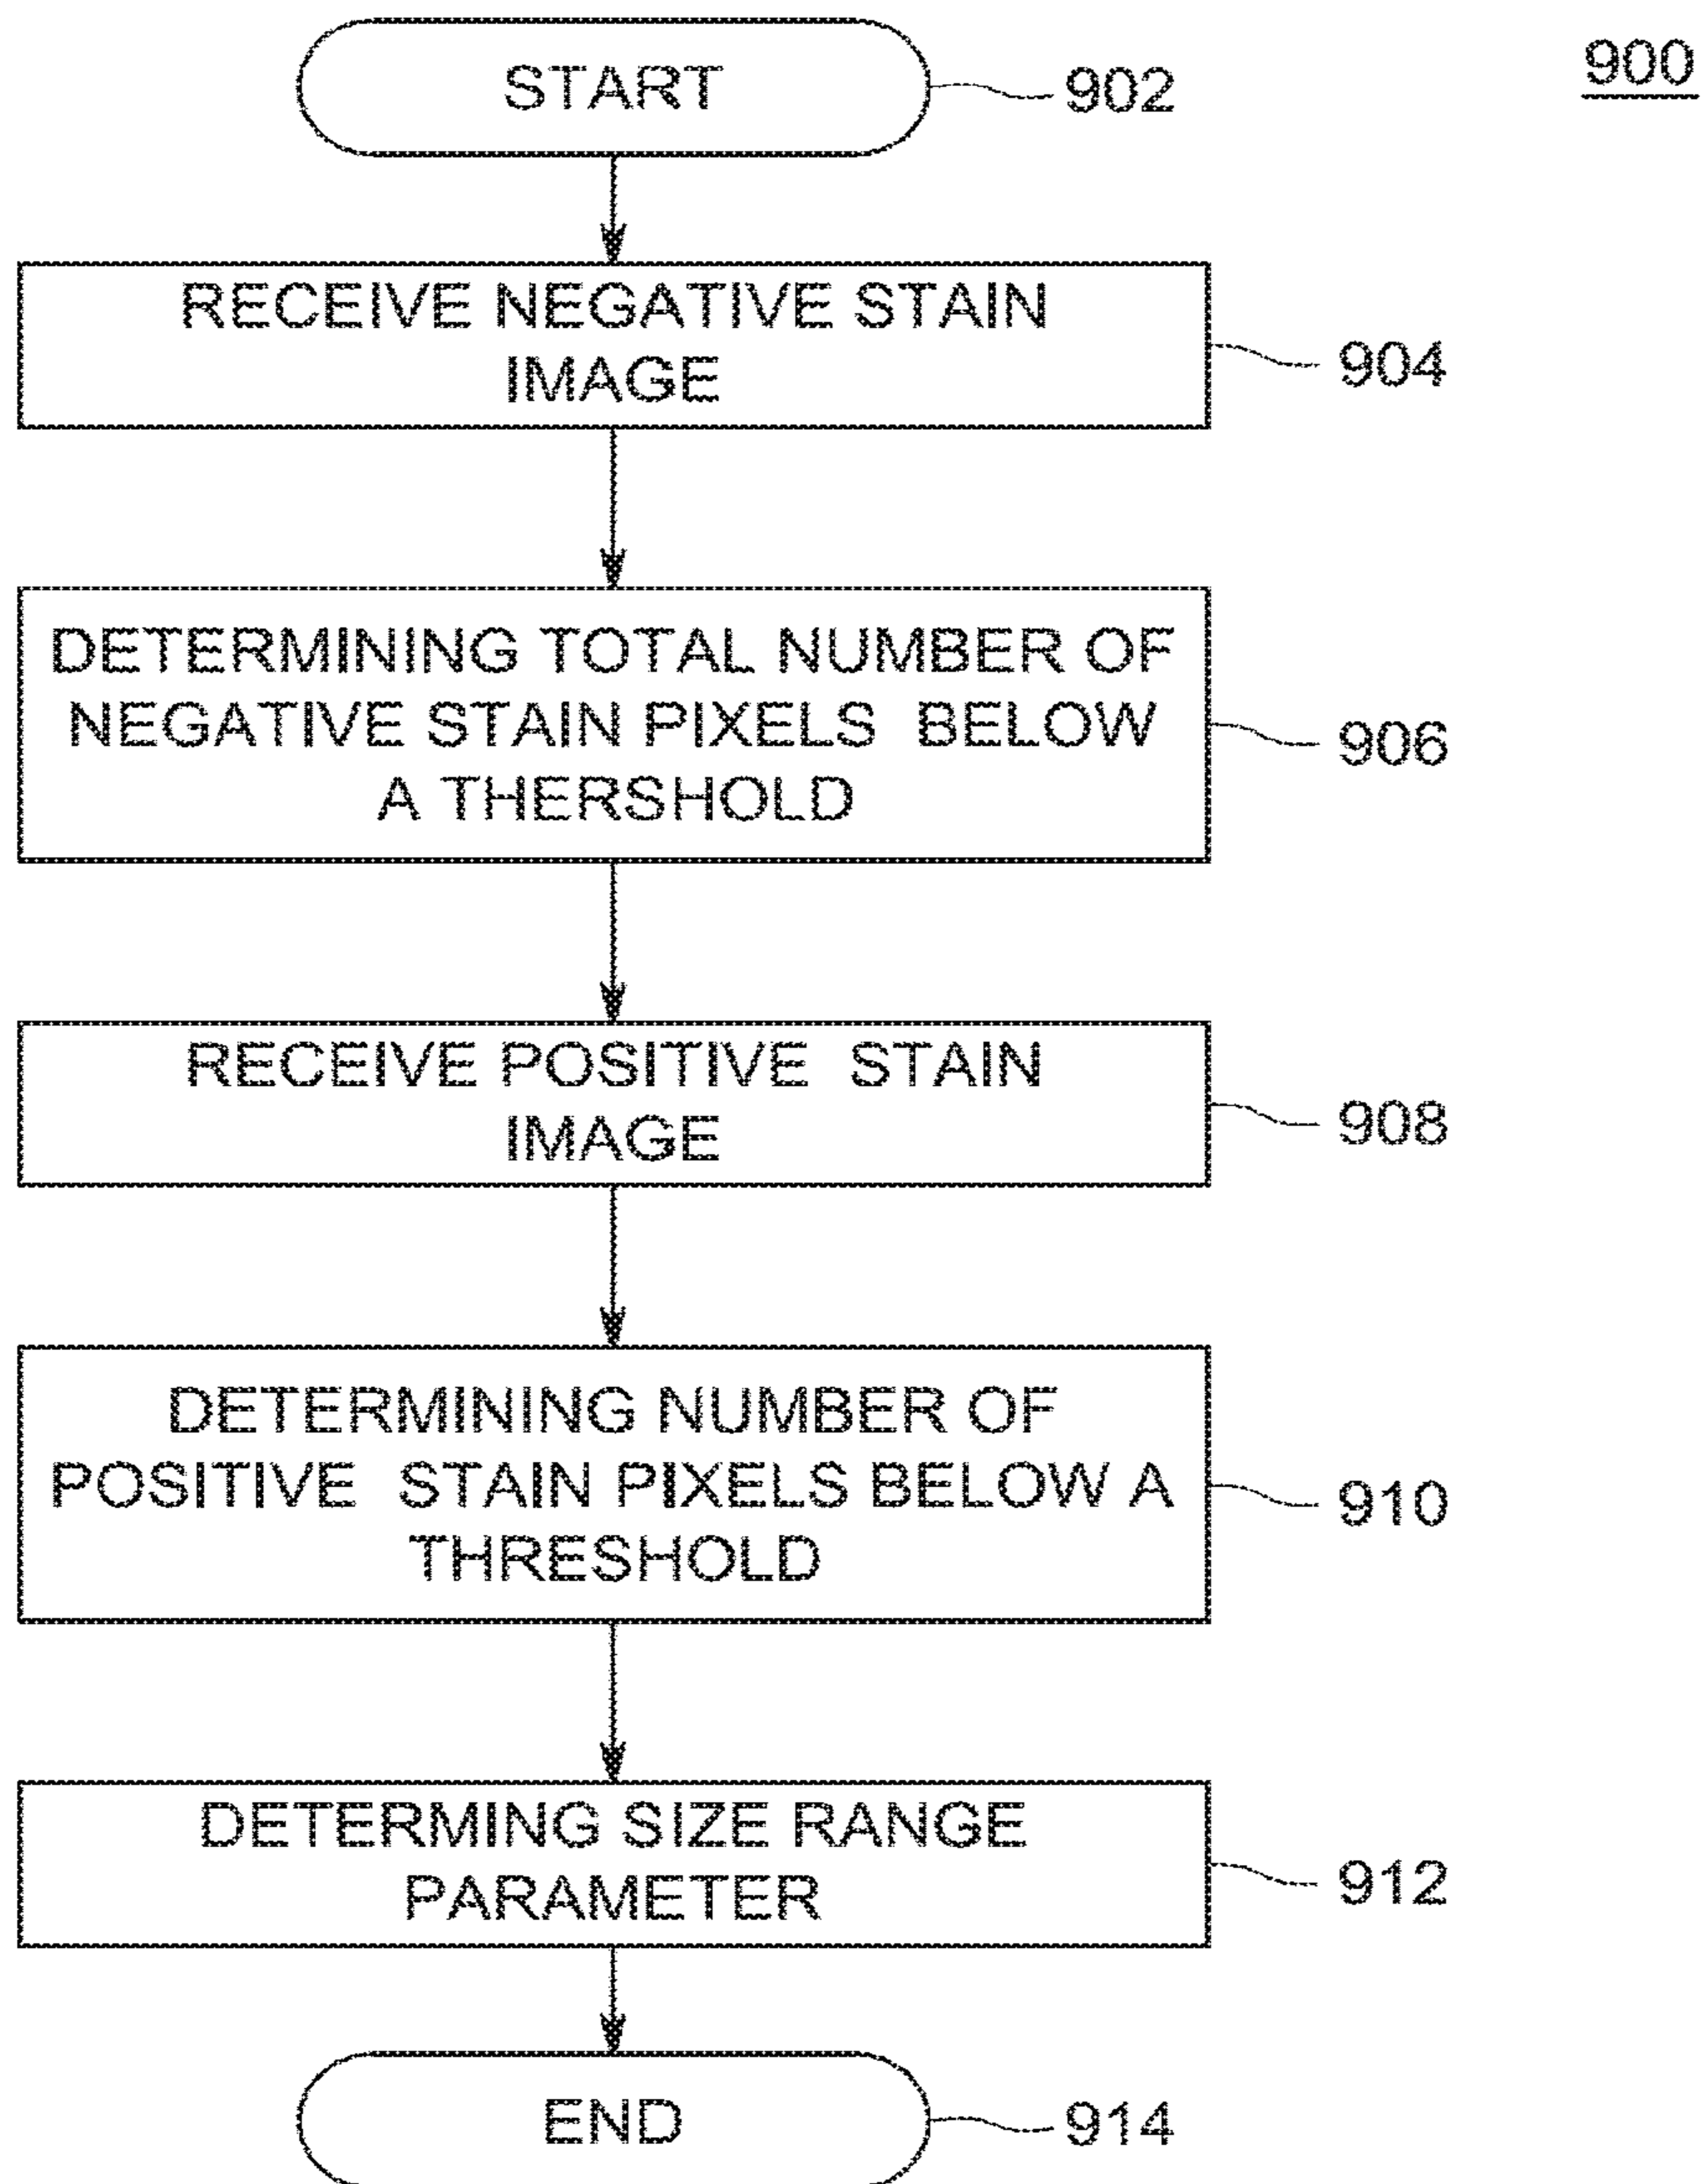 900
START
902
RECEIVE NEGATIVE STAIN
IMAGE
904
DETERMINING TOTAL NUMBER OF
NEGATIVE STAIN PIXELS BELOW
A THERSHOLD
906
RECEIVE POSITIVE STAIN
IMAGE
908
DETERMINING NUMBER OF
POSITIVE STAIN PIXELS BELOW A
THRESHOLD
910
DETERMING SIZE RANGE
PARAMETER
912
END
914